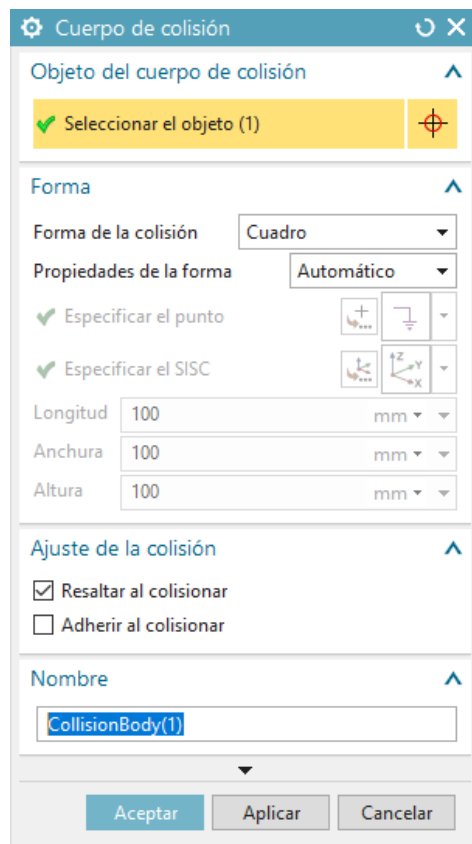 Cuerpo de colisión
Objeto del cuerpo de colisión
Seleccionar el objeto (1)
Forma
Forma de la colisión Cuadro
Propiedades de la forma Automático
Especificar el punto
Especificar el SISC
Z Y X
Longitud 100 mm
Anchura 100 mm
Altura 100 mm
Ajuste de la colisión
Resaltar al colisionar
Adherir al colisionar
Nombre
CollisionBody(1)
Aceptar Aplicar Cancelar